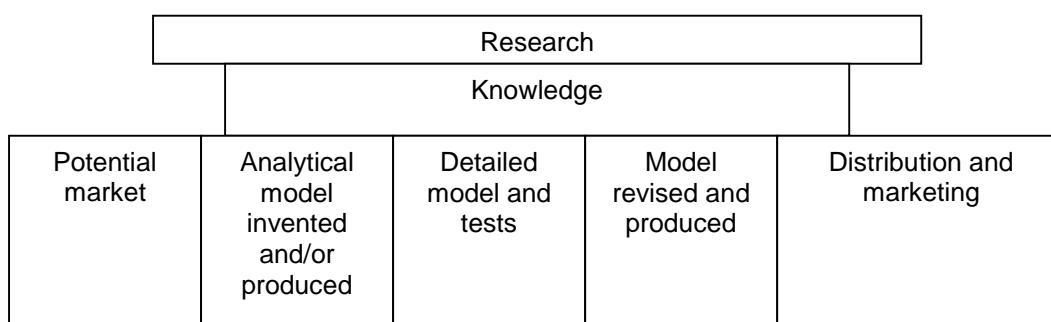 Research
Knowledge
Potential
market
Analytical
model
invented
and/or
produced
Detailed
model and
tests
Model
revised and
produced
Distribution and
marketing